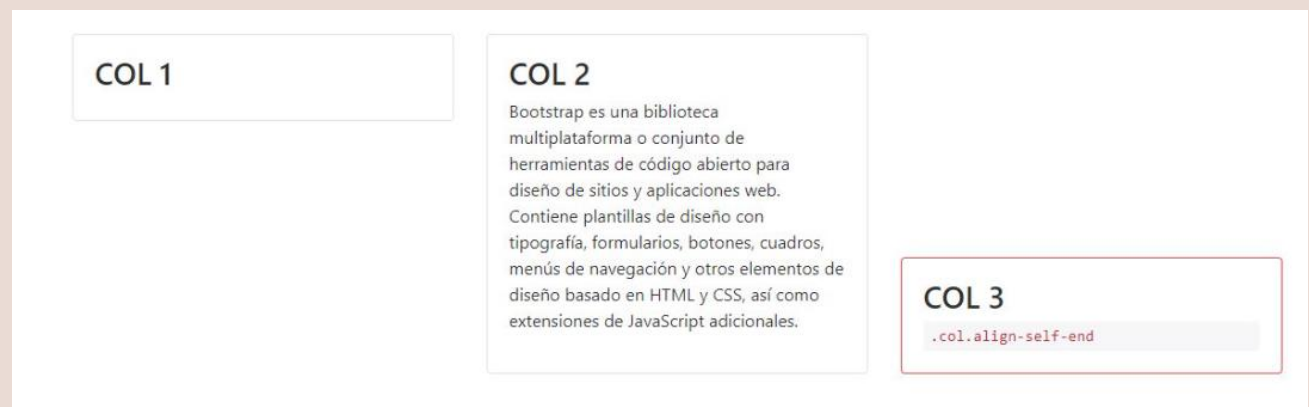 COL 1
COL 2
Bootstrap es una biblioteca
multiplataforma o conjunto de
herramientas de código abierto para
diseño de sitios y aplicaciones web.
Contiene plantillas de diseño con
tipografía, formularios, botones, cuadros,
menús de navegación y otros elementos de
diseño basado en HTML y CSS, así como
extensiones de JavaScript adicionales.
COL 3
.col.align-self-end